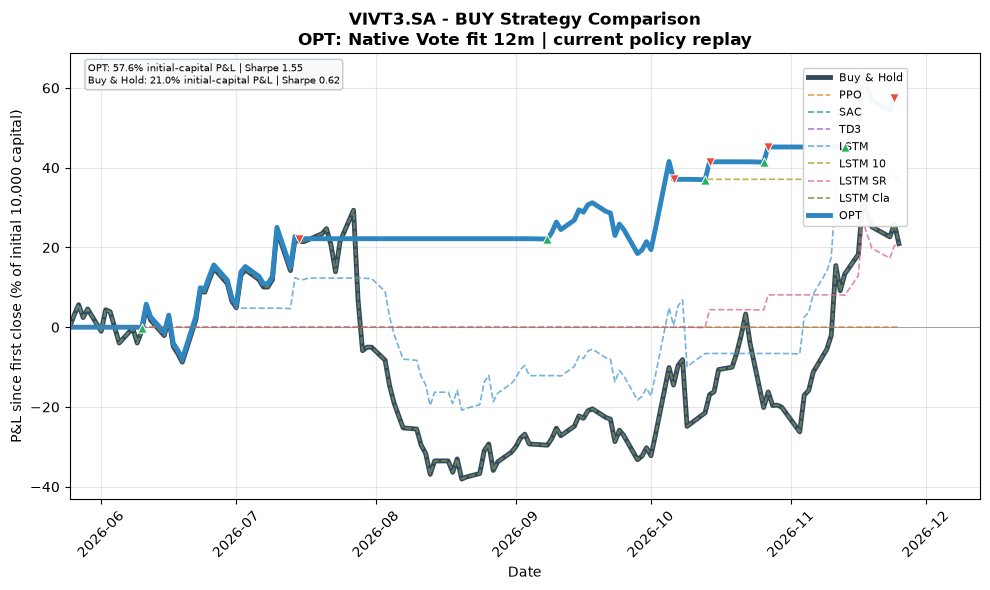 VIVT3.SA - BUY Strategy Comparison
OPT: Native Vote fit 12m | current policy replay
OPT: 57.6% initial-capital P&L | Sharpe 1.55
Buy & Hold: 21.0% initial-capital P&L | Sharpe 0.62
Buy & Hold
PPO
SAC
TD3
LSTM
LSTM 10
LSTM SR
LSTM Cla
OPT
P&L since first close (% of initial 10,000 capital)
60
40
20
0
−20
−40
2026-06
2026-07
2026-08
2026-09
2026-10
2026-11
2026-12
Date